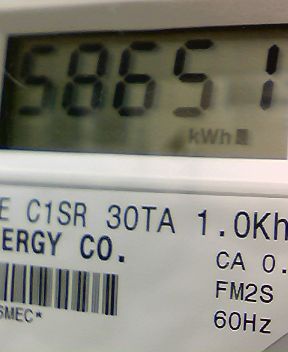 58651
kWh
E C1SR 30TA 1.0Kh
ERGY CO.
CA 0.
FM2S
60Hz
SMEC*